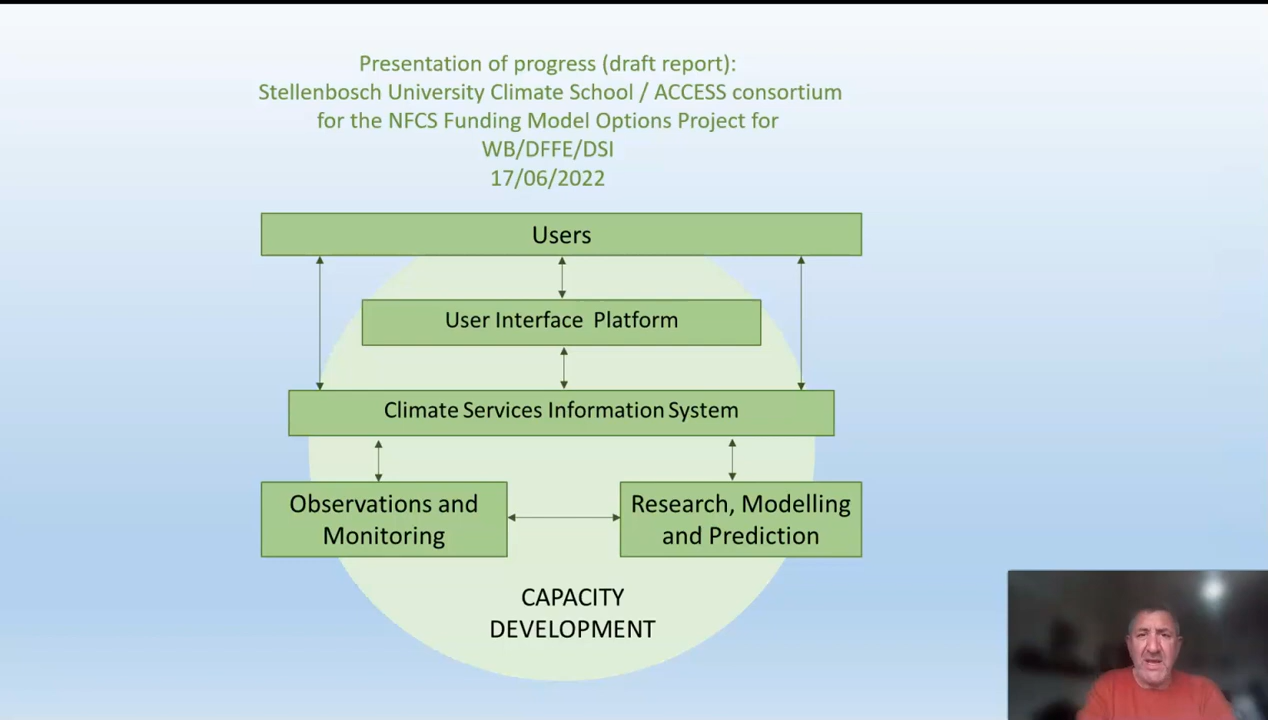 Presentation of progress (draft report):
Stellenbosch University Climate School / ACCESS consortium
for the NFCS Funding Model Options Project for
WB/DFFE/DSI
17/06/2022
Users
User Interface Platform
Climate Services Information System
Observations and
Monitoring
Research, Modelling
and Prediction
CAPACITY
DEVELOPMENT